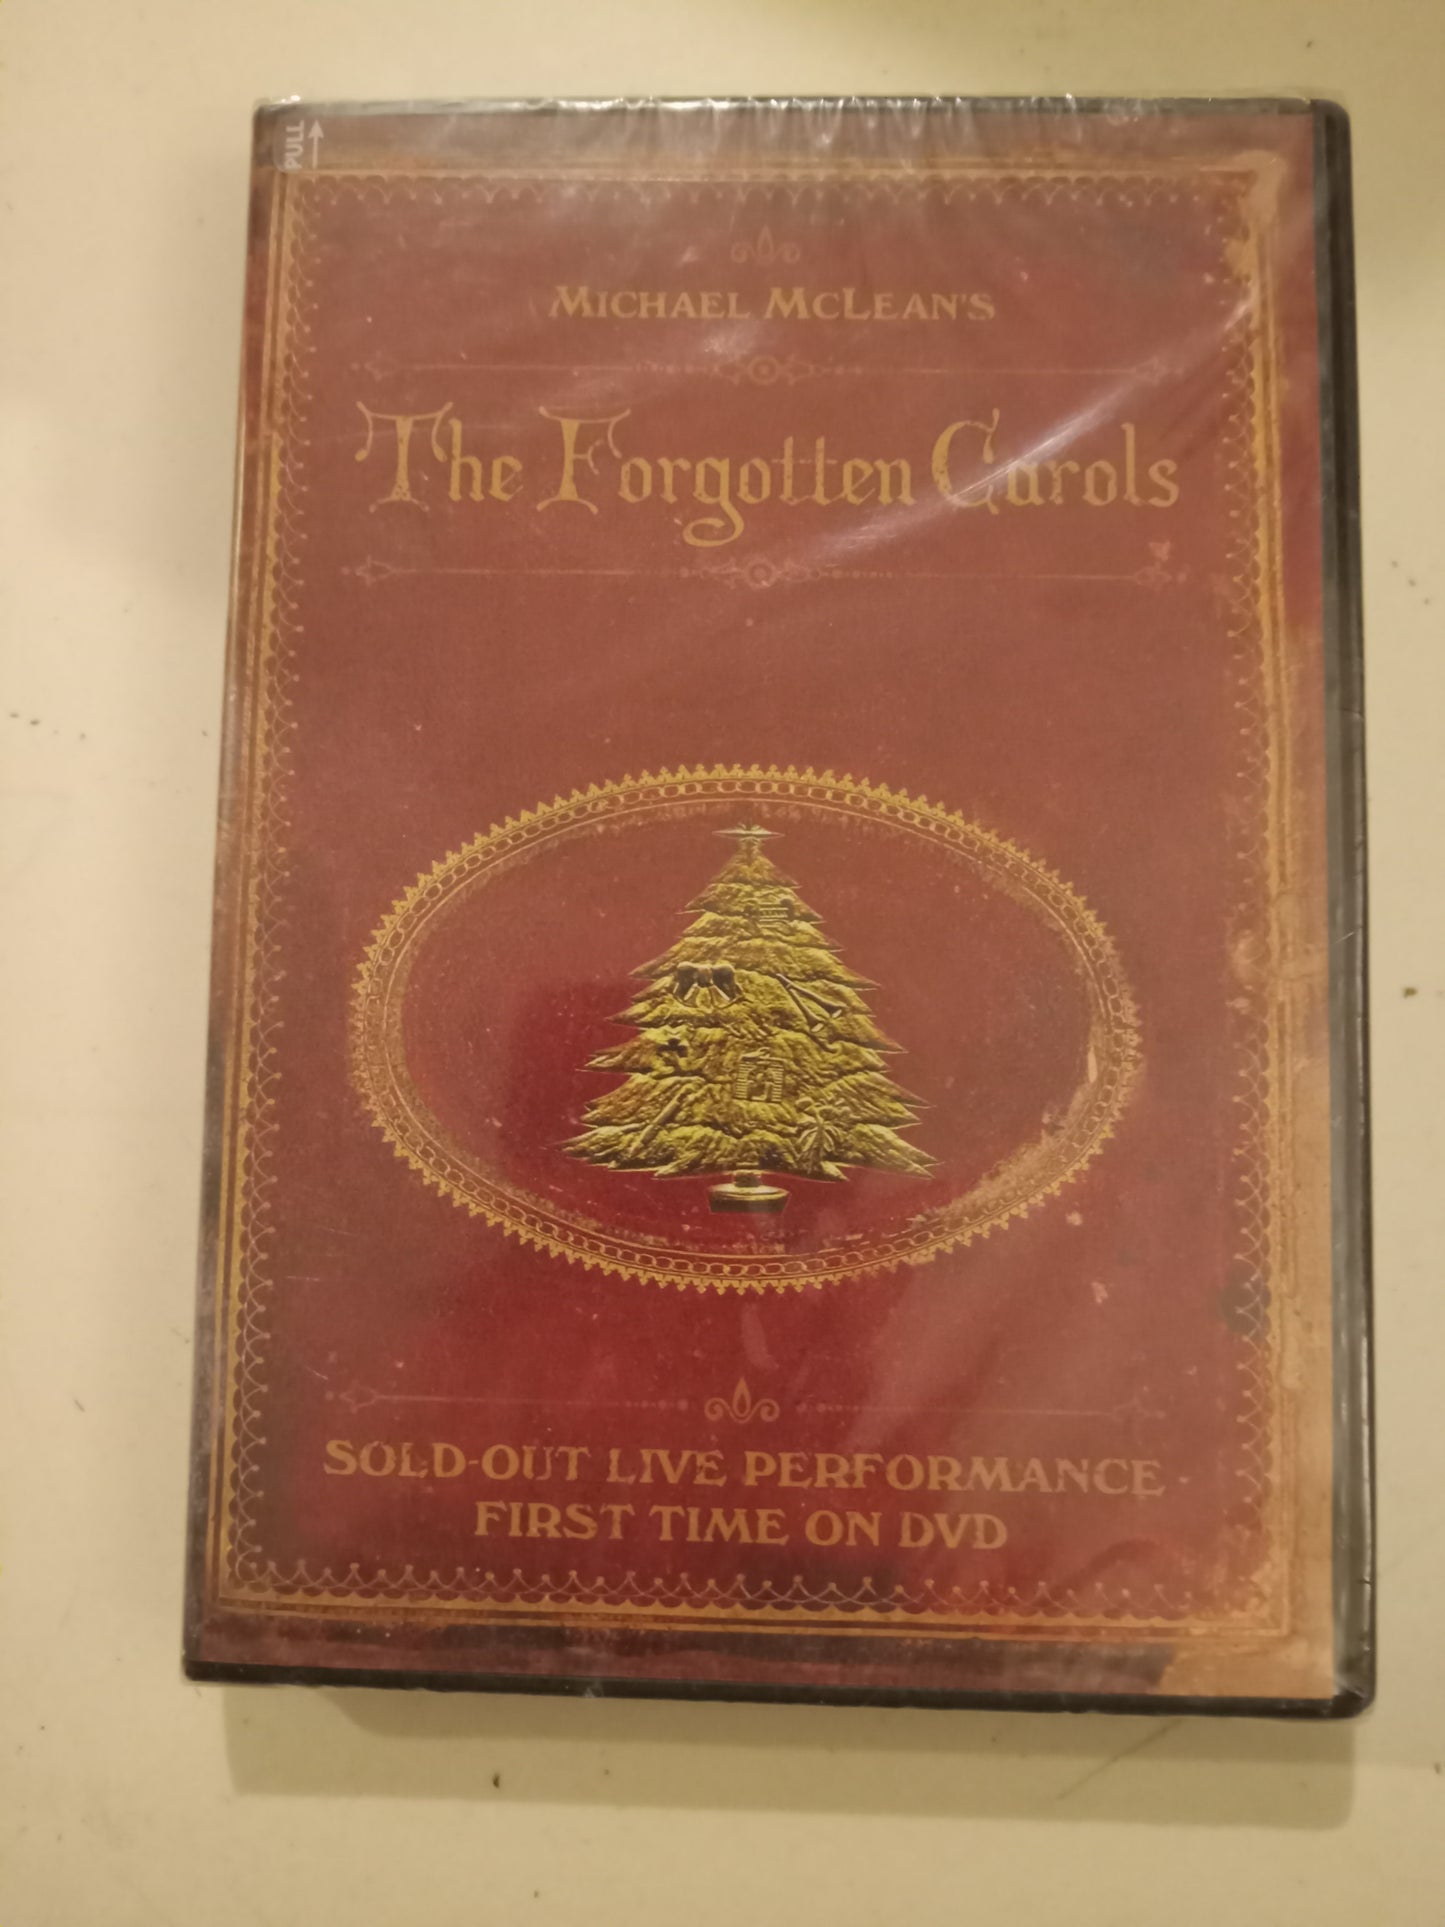 PULL
MICHAEL MCLEAN'S
The Forgotten Carols
SOLD-OUT LIVE PERFORMANCE
FIRST TIME ON DVD